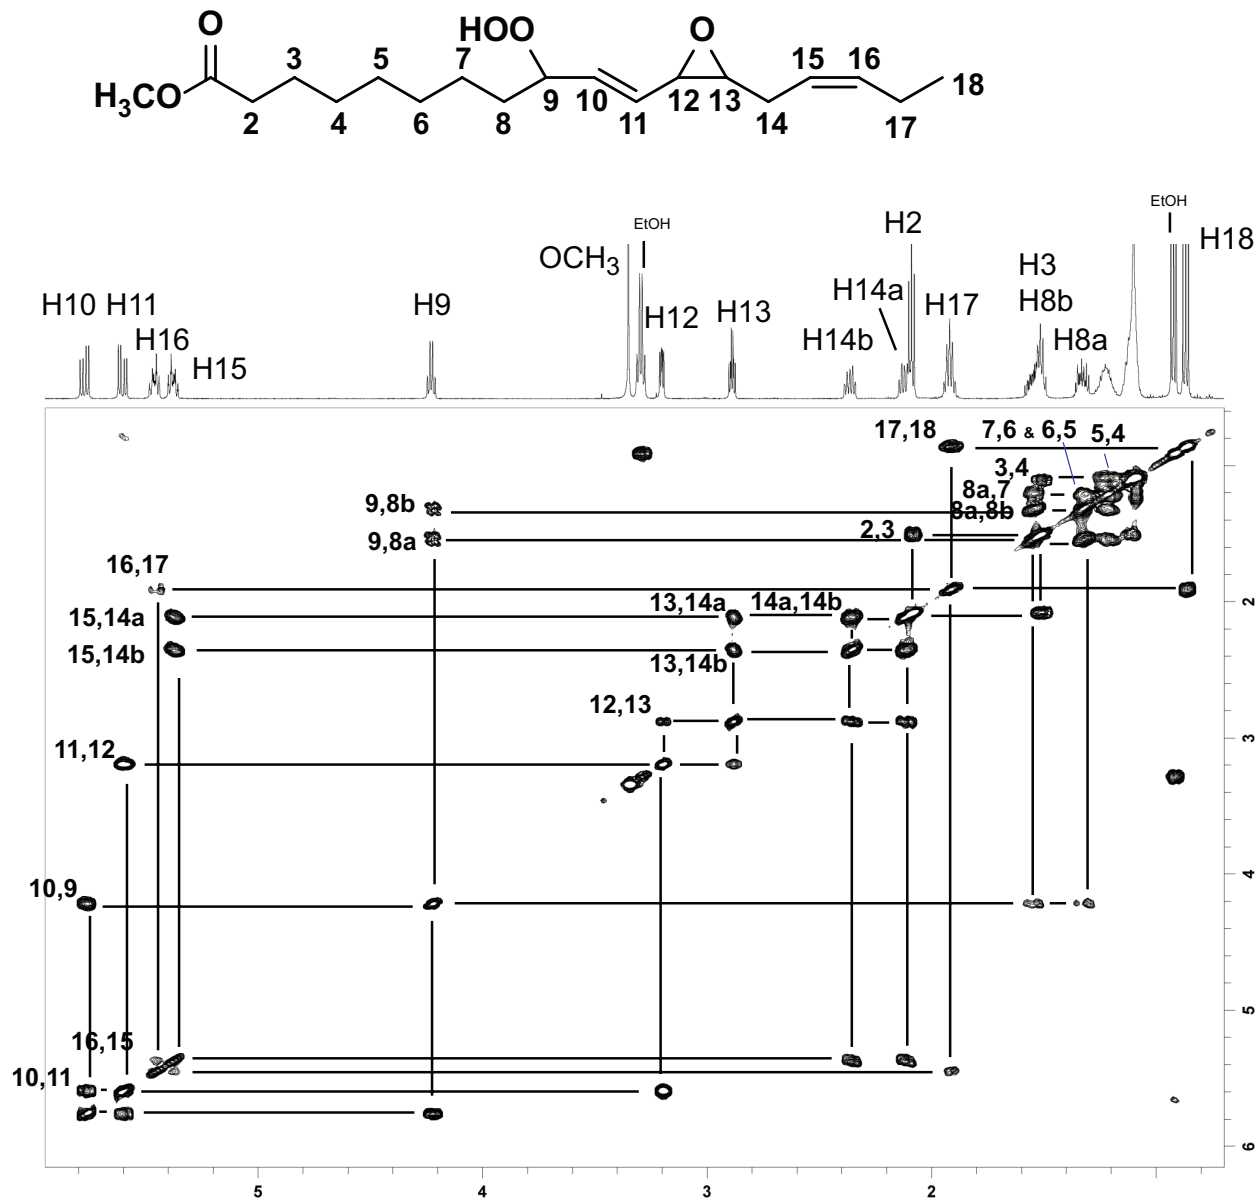 O
HOO
O
3
5
7
15
16
18
H₃CO
2
4
6
8
9
10
11
12
13
14
17
EtOH
EtOH
OCH₃
H2
H18
H3
H10
H11
H9
H14a
H17
H8b
H12
H13
H16
H14b
H8a
H15
17,18
7,6 & 6,5
5,4
3,4
8a,7
9,8b
8a,8b
2,3
9,8a
16,17
15,14a
13,14a
14a,14b
2
15,14b
13,14b
12,13
3
11,12
10,9
4
5
16,15
10,11
6
5
4
3
2